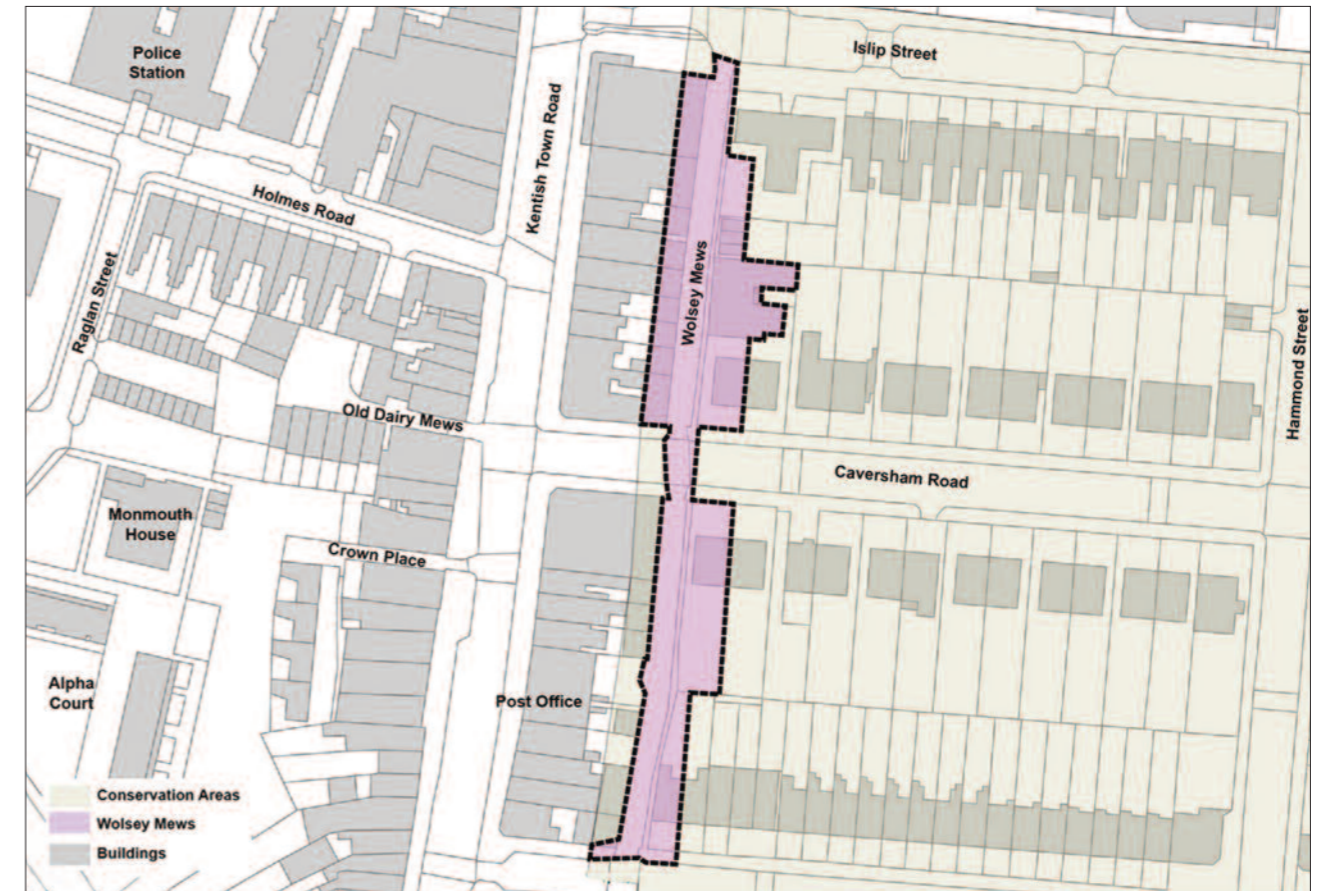 Police
Station
Islip Street
Kentish Town Road
Holmes Road
Raglan Street
Wolsey Mews
Hammond Street
Old Dairy Mews
Caversham Road
Monmouth
House
Crown Place
Alpha
Court
Post Office
Conservation Areas
Wolsey Mews
Buildings